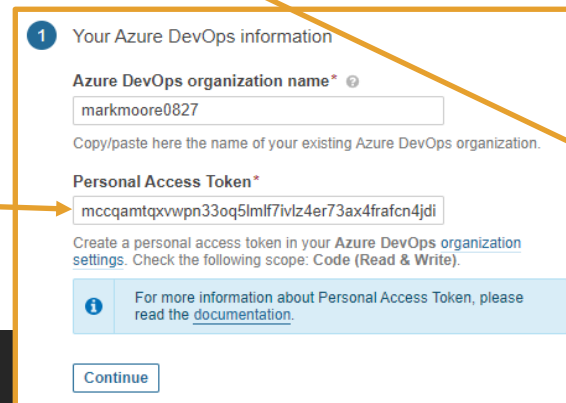 1 Your Azure DevOps information
Azure DevOps organization name* ?
markmoore0827
Copy/paste here the name of your existing Azure DevOps organization.
Personal Access Token*
mccqamtqxvwpn33oq5lmlf7ivlz4er73ax4frafcn4jdi
Create a personal access token in your Azure DevOps organization
settings. Check the following scope: Code (Read & Write).
i For more information about Personal Access Token, please
read the documentation.
Continue